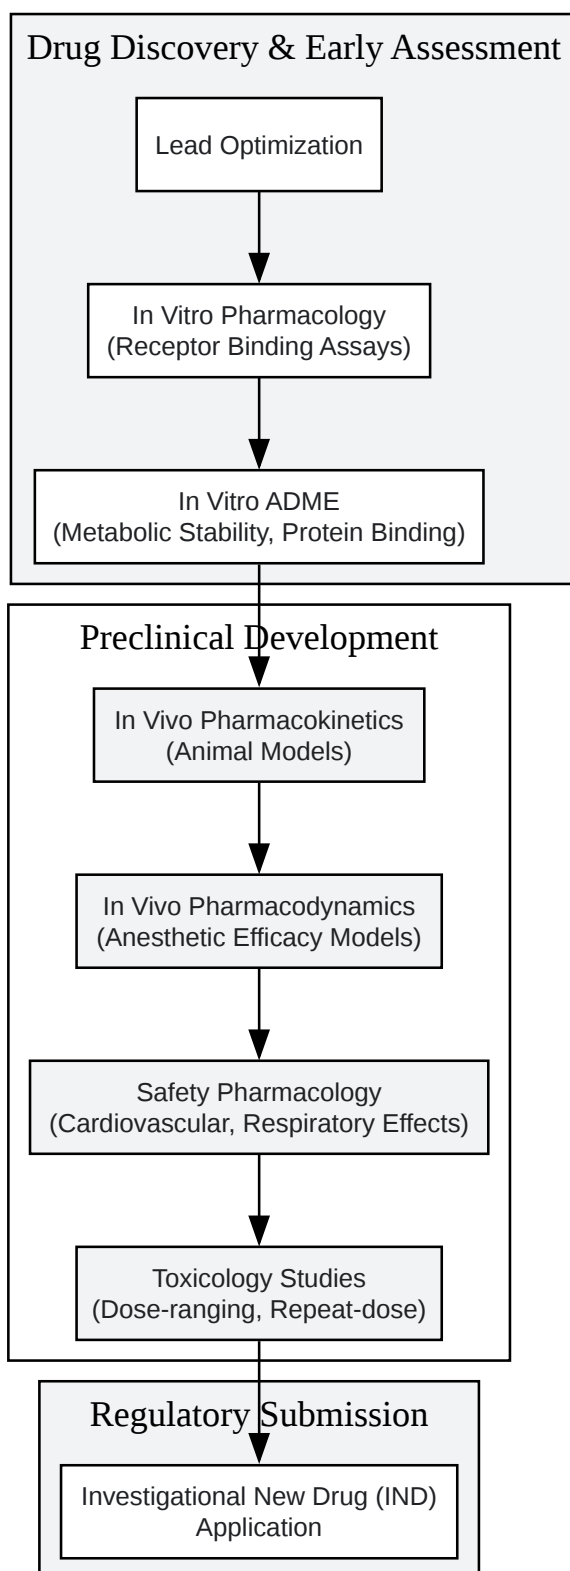 Drug Discovery & Early Assessment
Lead Optimization
In Vitro Pharmacology
(Receptor Binding Assays)
In Vitro ADME
(Metabolic Stability, Protein Binding)
Preclinical Development
In Vivo Pharmacokinetics
(Animal Models)
In Vivo Pharmacodynamics
(Anesthetic Efficacy Models)
Safety Pharmacology
(Cardiovascular, Respiratory Effects)
Toxicology Studies
(Dose-ranging, Repeat-dose)
Regulatory Submission
Investigational New Drug (IND)
Application